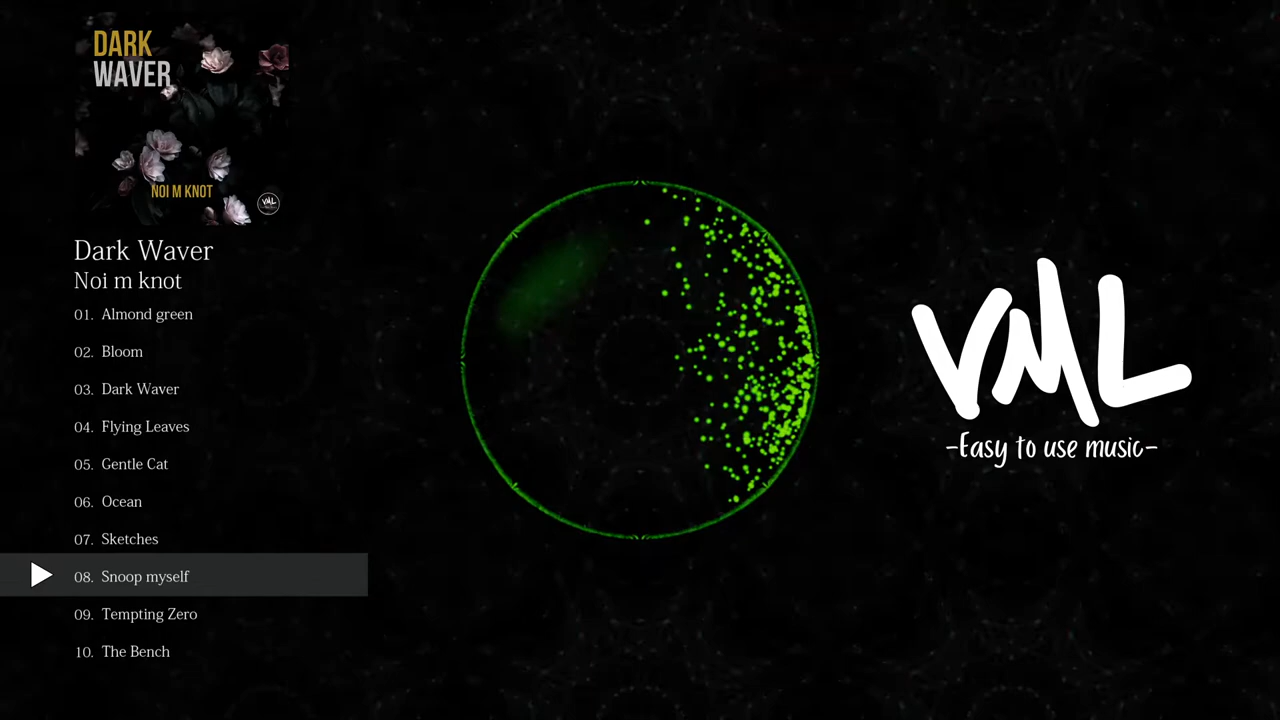 DARK
WAVER
NOI M KNOT
VML
Dark Waver
Noi m knot
01. Almond green
02. Bloom
03. Dark Waver
04. Flying Leaves
05. Gentle Cat
06. Ocean
07. Sketches
08. Snoop myself
09. Tempting Zero
10. The Bench
VML
-Easy to use music-